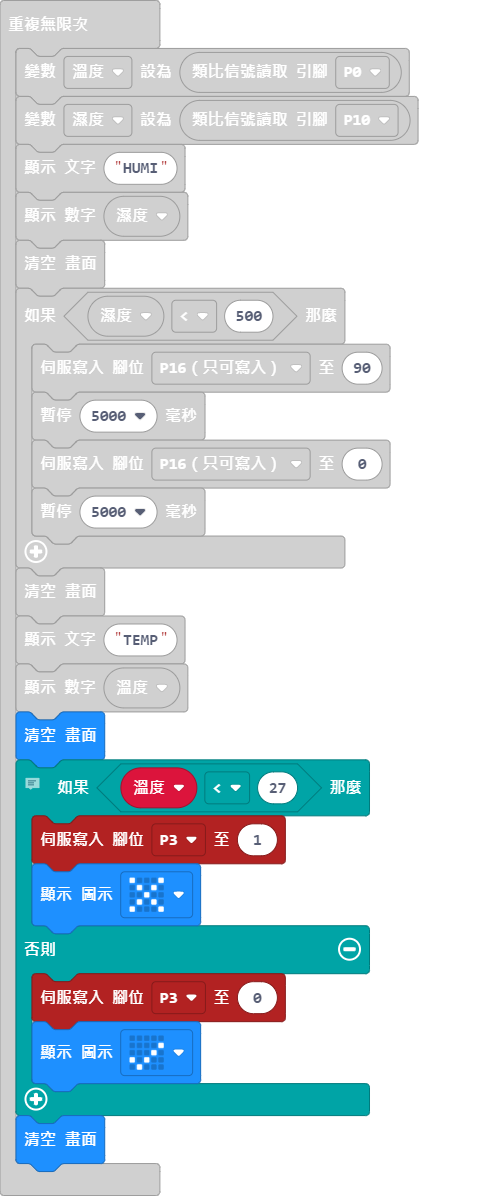 重複無限次
變數 溫度 設為 類比信號讀取 引腳 P0
變數 濕度 設為 類比信號讀取 引腳 P10
顯示 文字 "HUMI"
顯示 數字 濕度
清空 畫面
如果 濕度 < 500 那麼
伺服寫入 腳位 P16（只可寫入） 至 90
暫停 5000 毫秒
伺服寫入 腳位 P16（只可寫入） 至 0
暫停 5000 毫秒
清空 畫面
顯示 文字 "TEMP"
顯示 數字 溫度
清空 畫面
如果 溫度 < 27 那麼
伺服寫入 腳位 P3 至 1
顯示 圖示
否則
伺服寫入 腳位 P3 至 0
顯示 圖示
清空 畫面